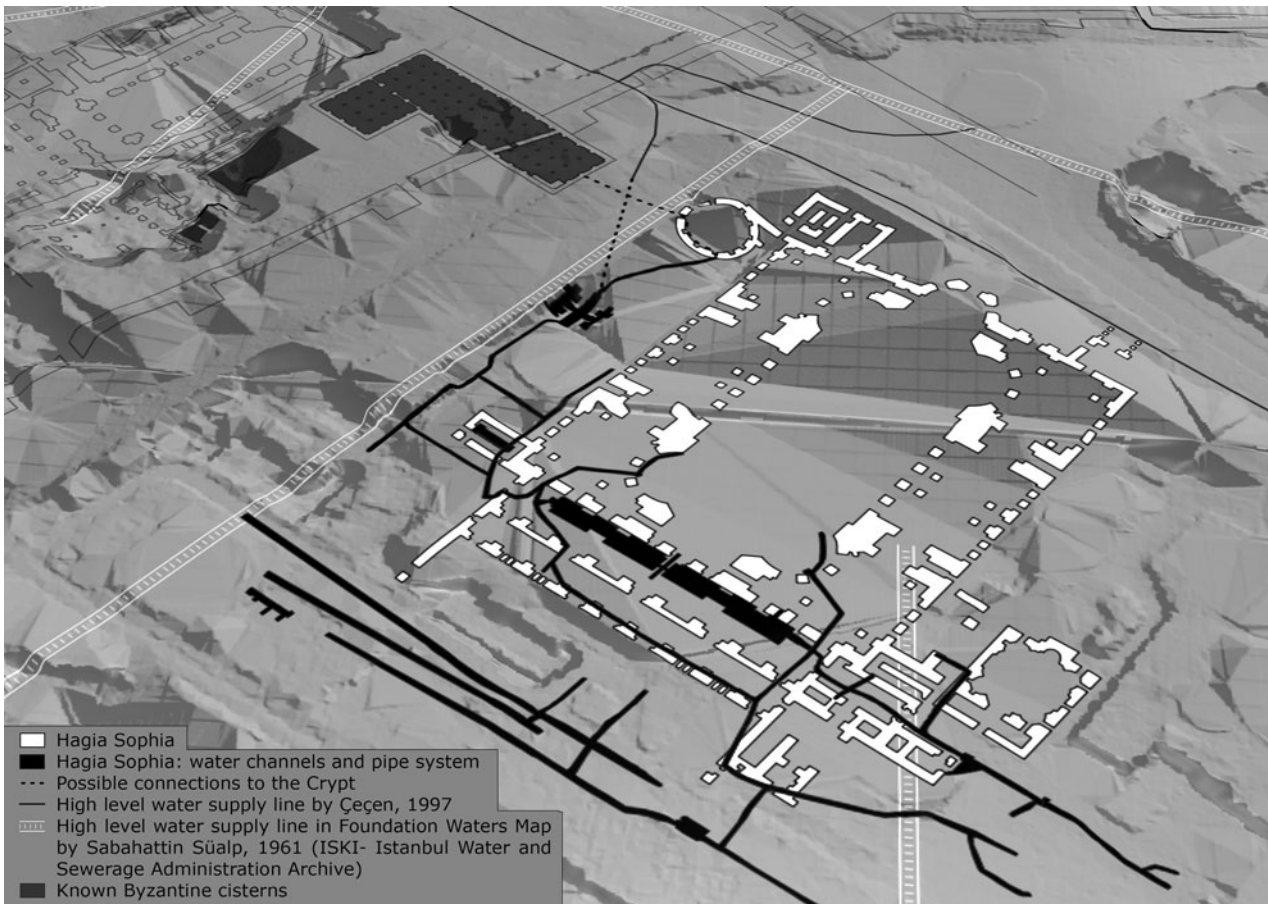 Hagia Sophia
Hagia Sophia: water channels and pipe system
Possible connections to the Crypt
High level water supply line by Çeçen, 1997
High level water supply line in Foundation Waters Map
by Sabahattin Süalp, 1961 (ISKI- Istanbul Water and
Sewerage Administration Archive)
Known Byzantine cisterns